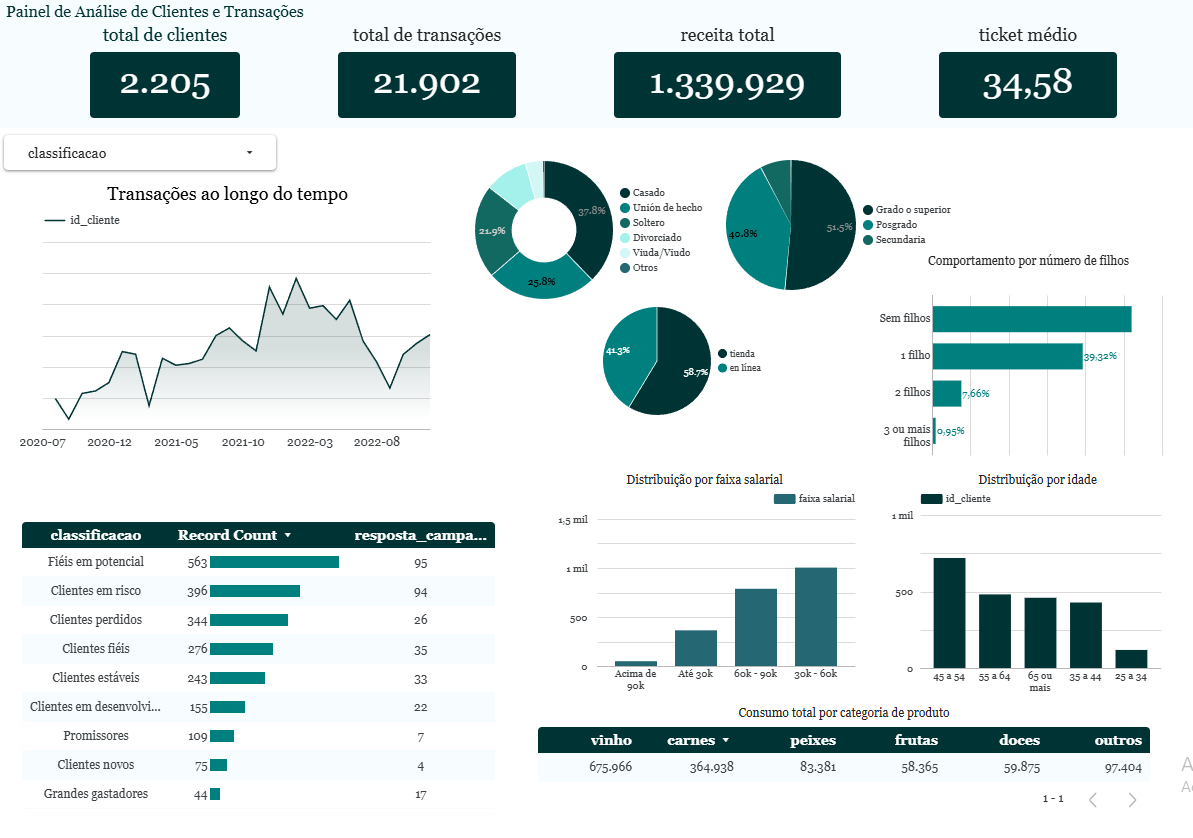 Painel de Análise de Clientes e Transações
total de clientes
total de transações
receita total
ticket médio
2.205
21.902
1.339.929
34,58
classificacao
Transações ao longo do tempo
id_cliente
2020-07
2020-12
2021-05
2021-10
2022-03
2022-08
37.8%
25.8%
21.9%
Casado
Unión de hecho
Soltero
Divorciado
Viuda/Viudo
Otros
51.5%
40.8%
Grado o superior
Posgrado
Secundaria
58.7%
41.3%
tienda
en línea
Comportamento por número de filhos
Sem filhos
1 filho
39,32%
2 filhos
7,66%
3 ou mais
filhos
0,95%
classificacao Record Count resposta_campa...
Fiéis em potencial 563 95
Clientes em risco 396 94
Clientes perdidos 344 26
Clientes fiéis 276 35
Clientes estáveis 243 33
Clientes em desenvolvi... 155 22
Promissores 109 7
Clientes novos 75 4
Grandes gastadores 44 17
Distribuição por faixa salarial
faixa salarial
1,5 mil
1 mil
500
0
Acima de
90k
Até 30k
60k - 90k
30k - 60k
Distribuição por idade
id_cliente
1 mil
500
0
45 a 54
55 a 64
65 ou
mais
35 a 44
25 a 34
Consumo total por categoria de produto
vinho carnes peixes frutas doces outros
675.966 364.938 83.381 58.365 59.875 97.404
1 - 1